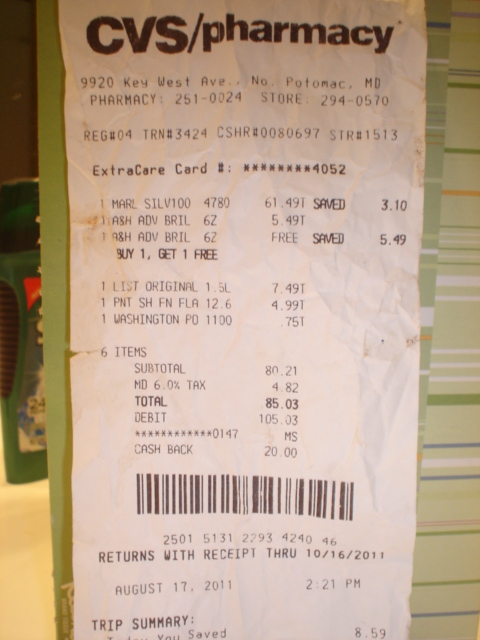 CVS/pharmacy
9920 Key West Ave., No. Potomac, MD
PHARMACY: 251-0024 STORE: 294-0570
REG#04 TRN#3424 CSHR#0080697 STR#1513
ExtraCare Card #: ********4052
1 MARL SILV100 4780 61.49T SAVED 3.10
1 A&H ADV BRIL 6Z 5.49T
1 A&H ADV BRIL 6Z FREE SAVED 5.49
BUY 1, GET 1 FREE
1 LIST ORIGINAL 1.5L 7.49T
1 PNT SH FN FLA 12.6 4.99T
1 WASHINGTON PO 1100 .75T
6 ITEMS
SUBTOTAL 80.21
MD 6.0% TAX 4.82
TOTAL 85.03
DEBIT 105.03
************0147 MS
CASH BACK 20.00
2501 5131 2293 4240 46
RETURNS WITH RECEIPT THRU 10/16/2011
AUGUST 17, 2011 2:21 PM
TRIP SUMMARY:
Today You Saved 8.59